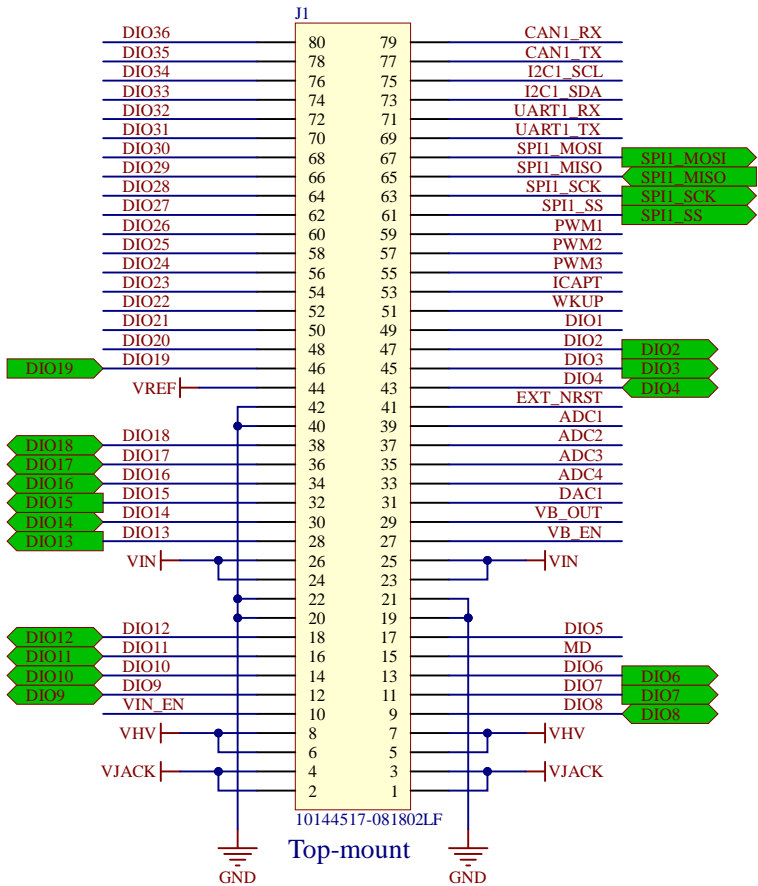 J1
DIO36 80 79 CAN1_RX
DIO35 78 77 CAN1_TX
DIO34 76 75 I2C1_SCL
DIO33 74 73 I2C1_SDA
DIO32 72 71 UART1_RX
DIO31 70 69 UART1_TX
DIO30 68 67 SPI1_MOSI SPI1_MOSI
DIO29 66 65 SPI1_MISO SPI1_MISO
DIO28 64 63 SPI1_SCK SPI1_SCK
DIO27 62 61 SPI1_SS SPI1_SS
DIO26 60 59 PWM1
DIO25 58 57 PWM2
DIO24 56 55 PWM3
DIO23 54 53 ICAPT
DIO22 52 51 WKUP
DIO21 50 49 DIO1
DIO20 48 47 DIO2 DIO2
DIO19 DIO19 46 45 DIO3 DIO3
VREF 44 43 DIO4 DIO4
42 41 EXT_NRST
40 39 ADC1
DIO18 DIO18 38 37 ADC2
DIO17 DIO17 36 35 ADC3
DIO16 DIO16 34 33 ADC4
DIO15 DIO15 32 31 DAC1
DIO14 DIO14 30 29 VB_OUT
DIO13 DIO13 28 27 VB_EN
VIN 26 25 VIN
24 23
22 21
20 19
DIO12 DIO12 18 17 DIO5
DIO11 DIO11 16 15 MD
DIO10 DIO10 14 13 DIO6 DIO6
DIO9 DIO9 12 11 DIO7 DIO7
VIN_EN 10 9 DIO8 DIO8
VHV 8 7 VHV
6 5
VJACK 4 3 VJACK
2 1
10144517-081802LF
Top-mount
GND GND